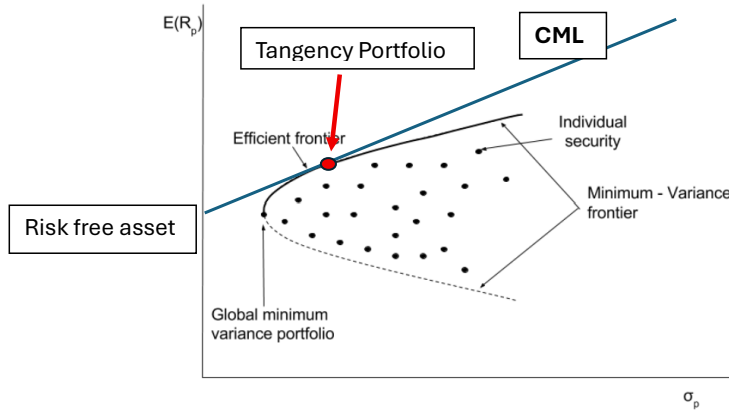 E(Rp)
CML
Tangency Portfolio
Efficient frontier
Individual
security
Minimum - Variance
frontier
Risk free asset
Global minimum
variance portfolio
σp